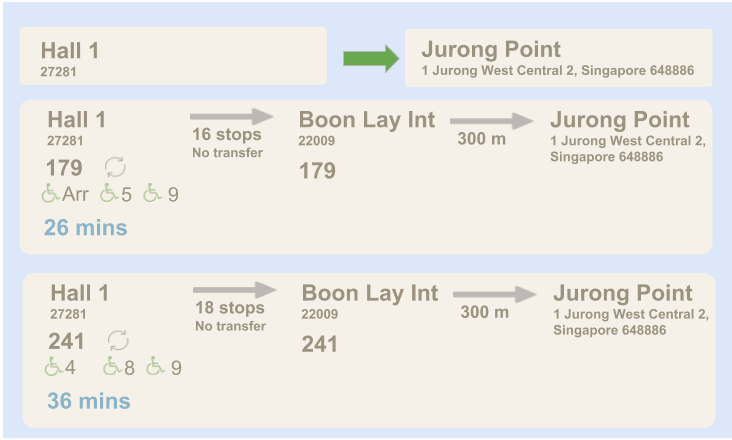 Hall 1
27281
Jurong Point
1 Jurong West Central 2, Singapore 648886
Hall 1
27281
179
Arr 5 9
26 mins
16 stops
No transfer
Boon Lay Int
22009
179
300 m
Jurong Point
1 Jurong West Central 2,
Singapore 648886
Hall 1
27281
241
4 8 9
36 mins
18 stops
No transfer
Boon Lay Int
22009
241
300 m
Jurong Point
1 Jurong West Central 2,
Singapore 648886